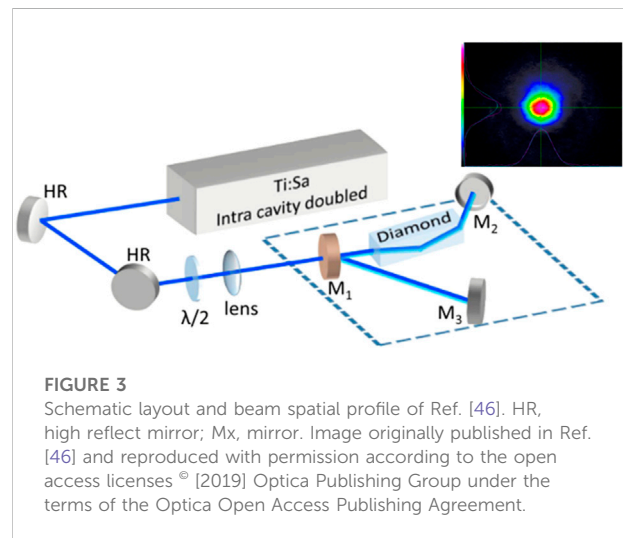 HR
Ti:Sa
Intra cavity doubled
HR
λ/2
lens
M1
Diamond
M2
M3
FIGURE 3
Schematic layout and beam spatial profile of Ref. [46]. HR,
high reflect mirror; Mx, mirror. Image originally published in Ref.
[46] and reproduced with permission according to the open
access licenses © [2019] Optica Publishing Group under the
terms of the Optica Open Access Publishing Agreement.